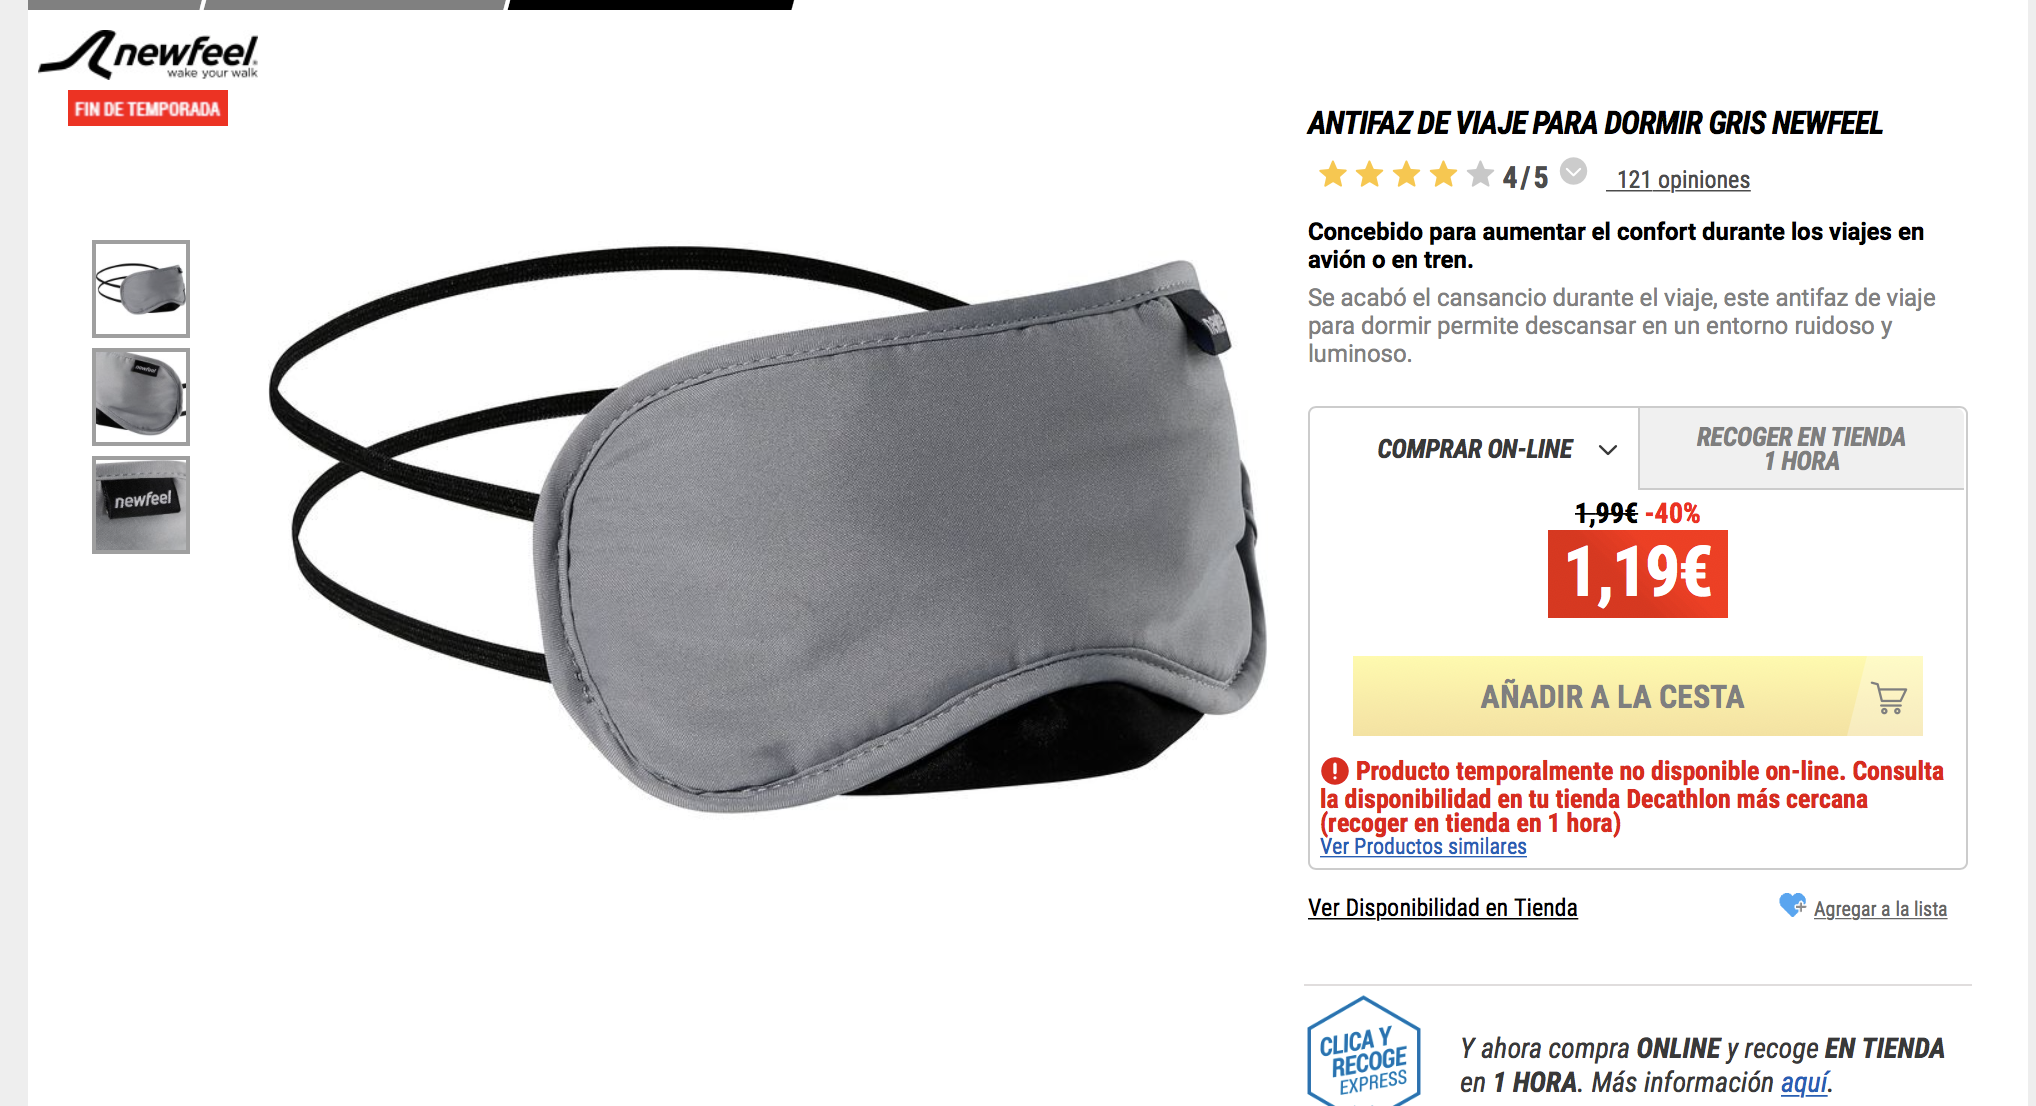 newfeel
wake your walk
FIN DE TEMPORADA
ANTIFAZ DE VIAJE PARA DORMIR GRIS NEWFEEL
4/5
121 opiniones
Concebido para aumentar el confort durante los viajes en
avión o en tren.
Se acabó el cansancio durante el viaje, este antifaz de viaje
para dormir permite descansar en un entorno ruidoso y
luminoso.
COMPRAR ON-LINE
RECOGER EN TIENDA
1 HORA
1,99€ -40%
1,19€
AÑADIR A LA CESTA
Producto temporalmente no disponible on-line. Consulta
la disponibilidad en tu tienda Decathlon más cercana
(recoger en tienda en 1 hora)
Ver Productos similares
Ver Disponibilidad en Tienda
Agregar a la lista
CLICA Y
RECOGE
EXPRESS
Y ahora compra ONLINE y recoge EN TIENDA
en 1 HORA. Más información aquí.
newfeel
newfeel